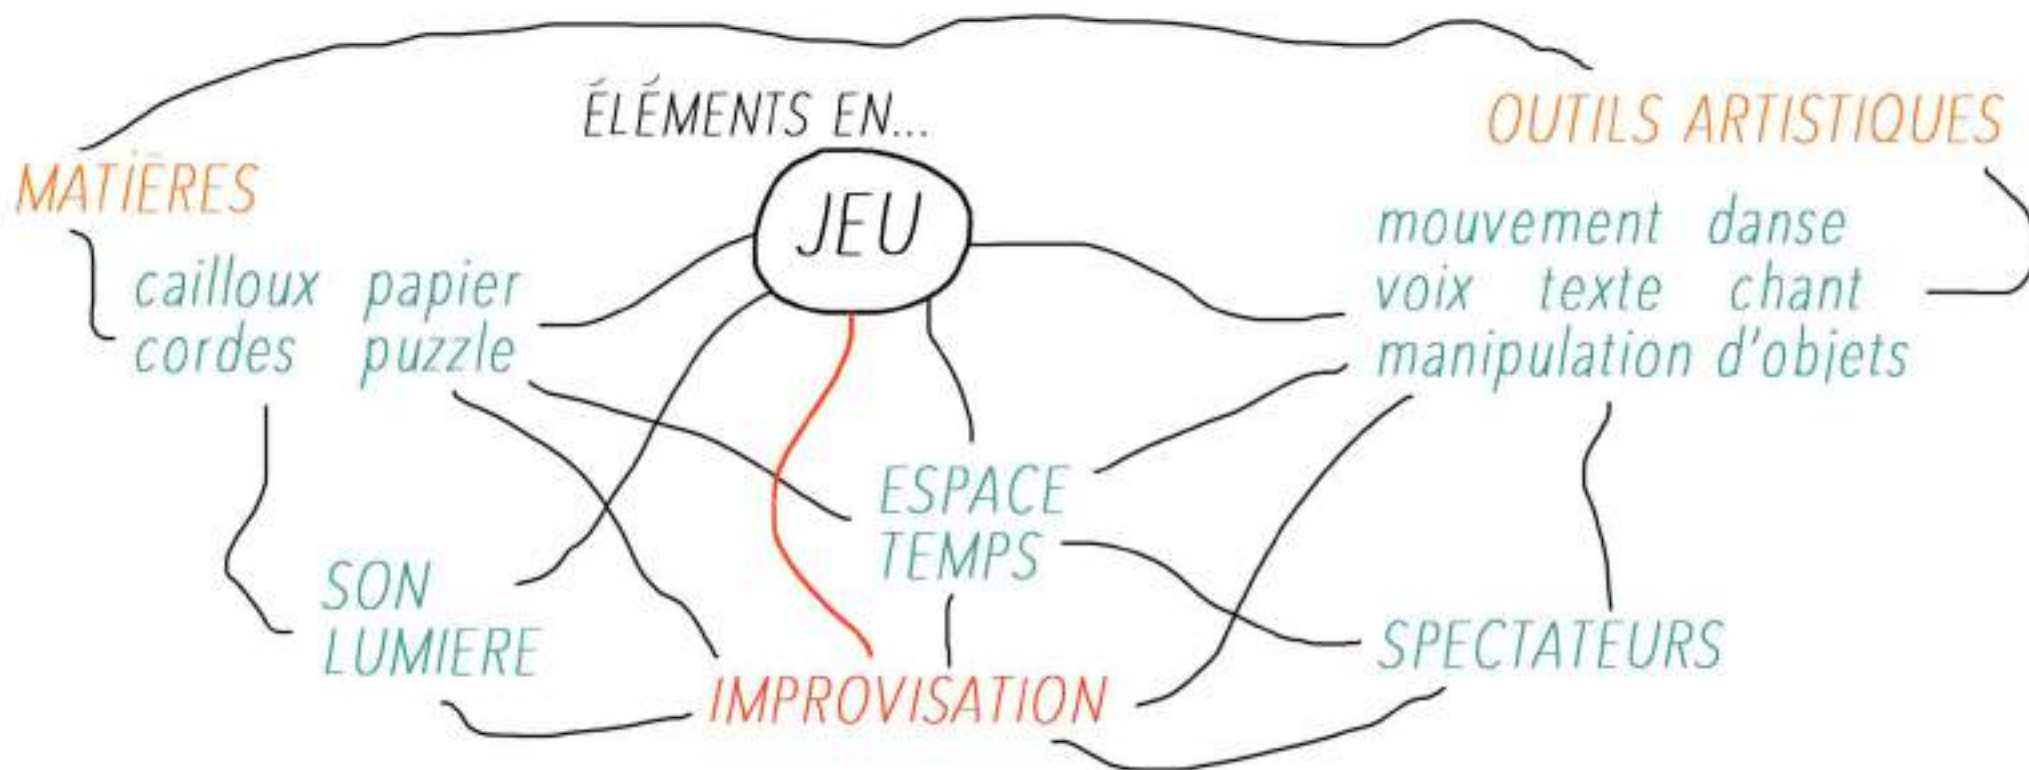 ÉLÉMENTS EN...
JEU
MATIÈRES
cailloux papier
cordes puzzle
OUTILS ARTISTIQUES
mouvement danse
voix texte chant
manipulation d'objets
ESPACE
TEMPS
SON
LUMIERE
IMPROVISATION
SPECTATEURS